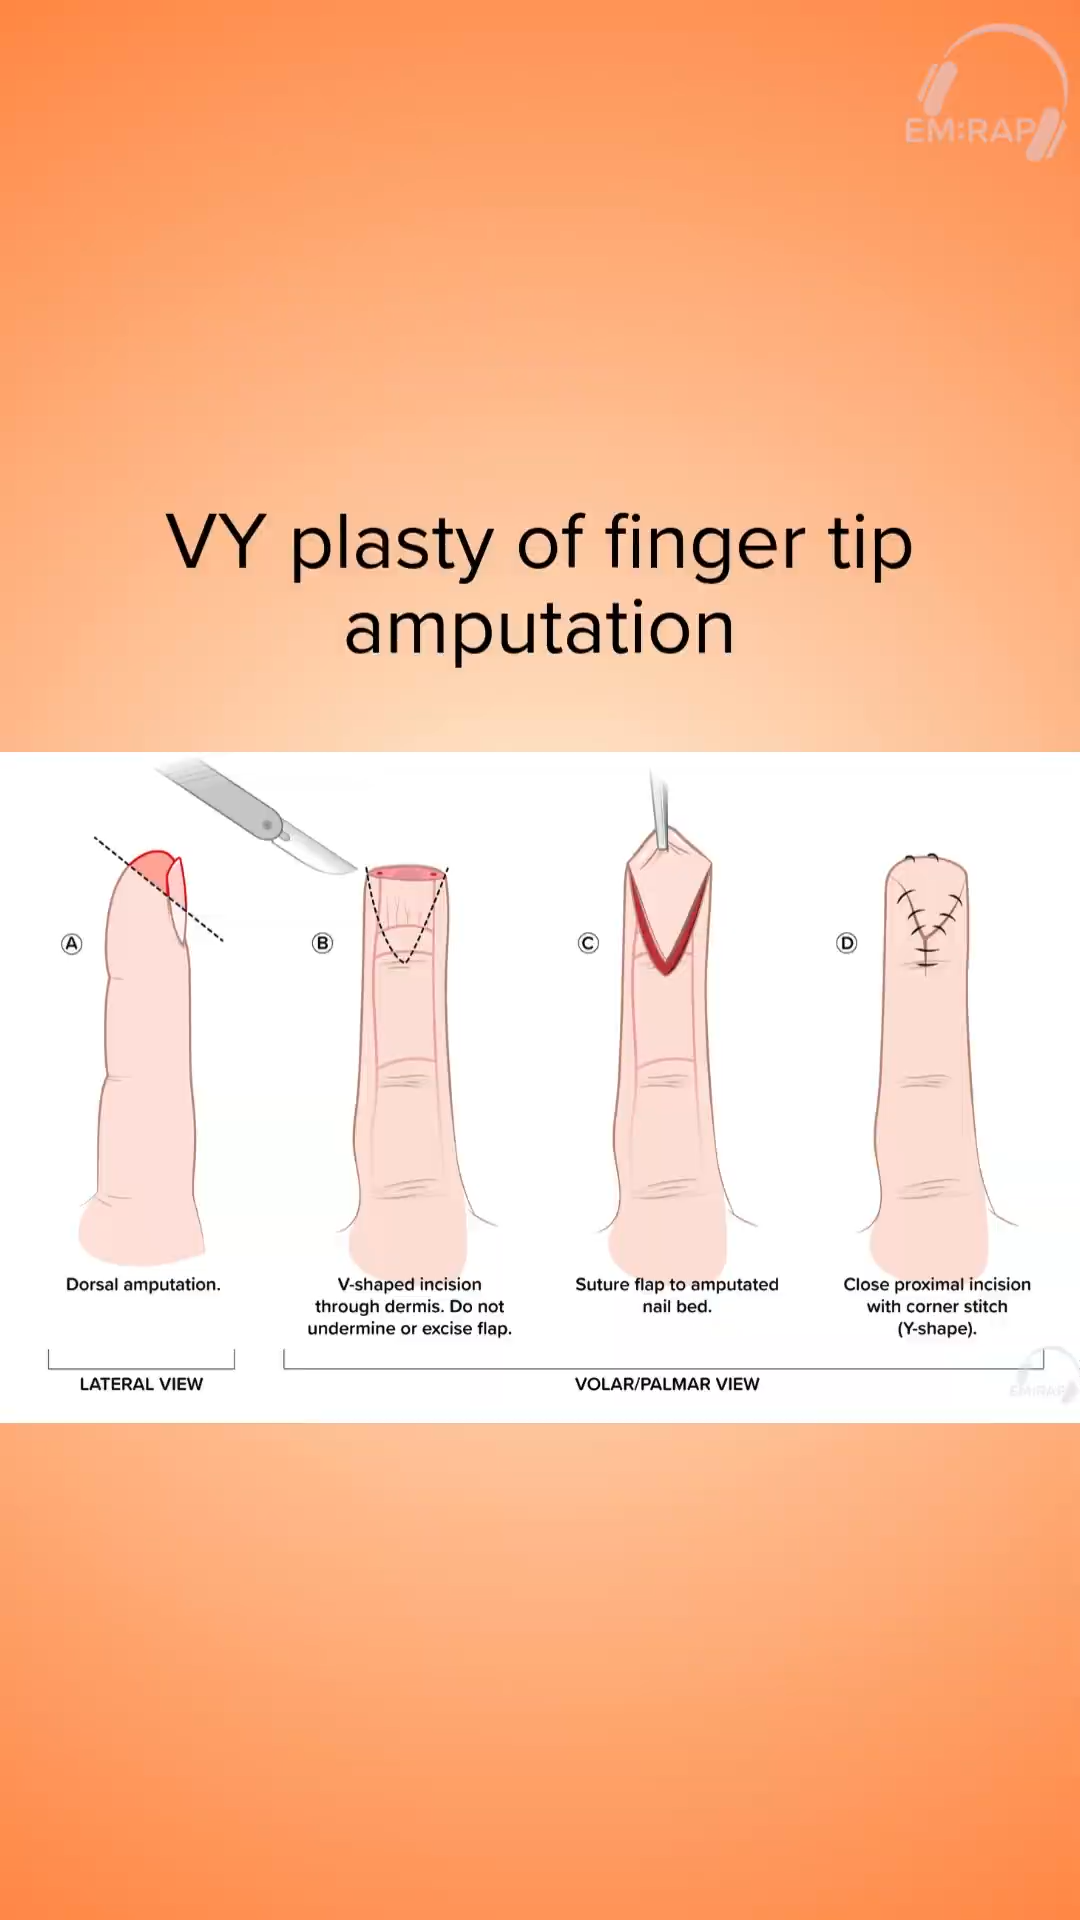 EM:RAP
VY plasty of finger tip
amputation
A
B
C
D
Dorsal amputation.
V-shaped incision
through dermis. Do not
undermine or excise flap.
Suture flap to amputated
nail bed.
Close proximal incision
with corner stitch
(Y-shape).
LATERAL VIEW
VOLAR/PALMAR VIEW
EM:RAP